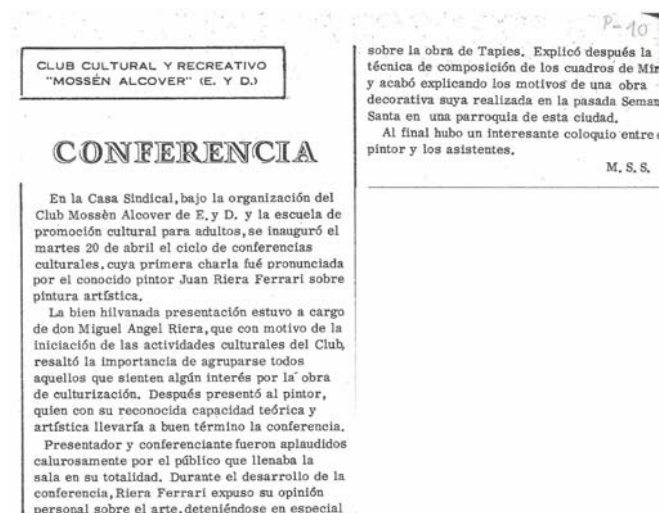 P-10
CLUB CULTURAL Y RECREATIVO
"MOSSÉN ALCOVER" (E. Y D.)
CONFERENCIA
En la Casa Sindical, bajo la organización del
Club Mossèn Alcover de E. y D. y la escuela de
promoción cultural para adultos, se inauguró el
martes 20 de abril el ciclo de conferencias
culturales, cuya primera charla fué pronunciada
por el conocido pintor Juan Riera Ferrari sobre
pintura artística.
La bien hilvanada presentación estuvo a cargo
de don Miguel Angel Riera, que con motivo de la
iniciación de las actividades culturales del Club,
resaltó la importancia de agruparse todos
aquellos que sienten algún interés por la obra
de culturización. Después presentó al pintor,
quien con su reconocida capacidad teórica y
artística llevaría a buen término la conferencia.
Presentador y conferenciante fueron aplaudidos
calurosamente por el público que llenaba la
sala en su totalidad. Durante el desarrollo de la
conferencia, Riera Ferrari expuso su opinión
personal sobre el arte, deteniéndose en especial
sobre la obra de Tapies. Explicó después la
técnica de composición de los cuadros de Mir
y acabó explicando los motivos de una obra
decorativa suya realizada en la pasada Seman
Santa en una parroquia de esta ciudad.
Al final hubo un interesante coloquio entre e
pintor y los asistentes.
M. S. S.